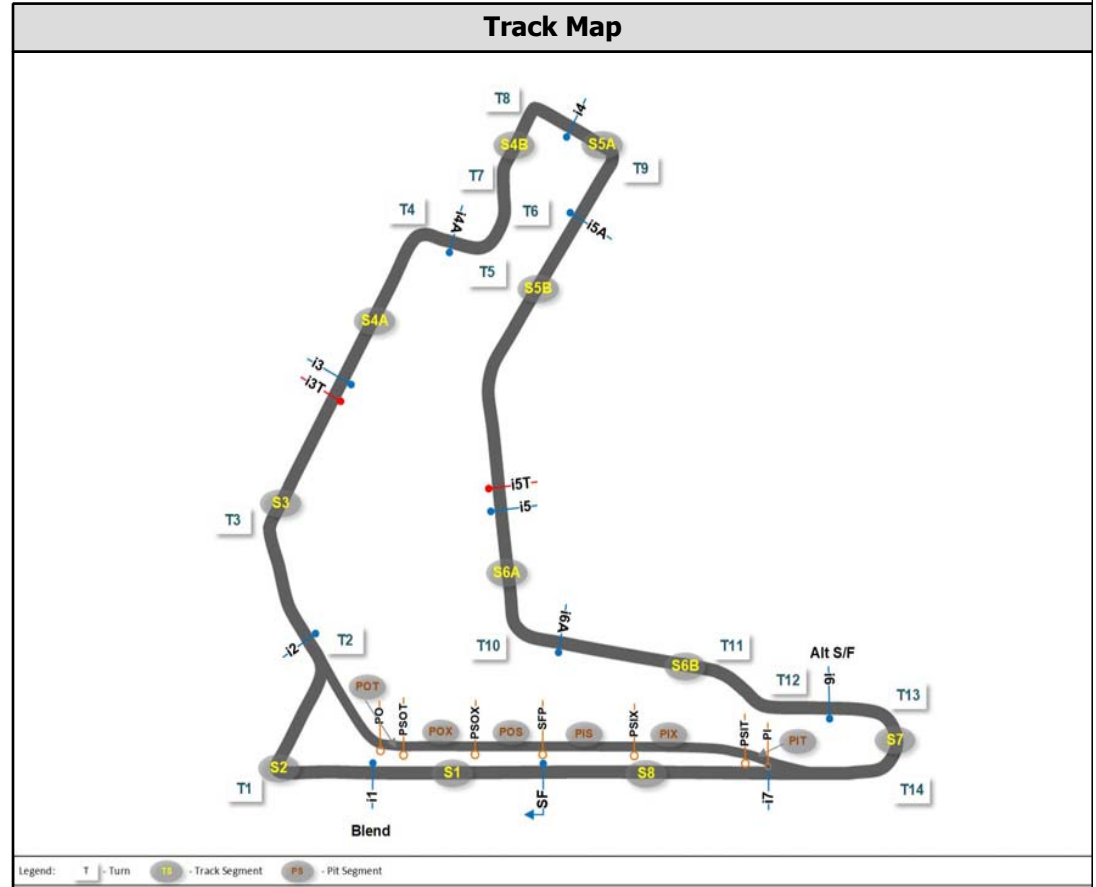 Track Map
T8
i4
S4B
S5A
T9
T7
T4
i4A
T6
i5A
T5
S5B
S4A
i3
i3T
i5T
i5
S3
T3
S6A
i2
T2
T10
i6A
S6B
T11
Alt S/F
T12
i6
T13
POT
PO
PSOT
POX
PSOX
POS
SFP
PIS
PSIX
PIX
PSIT
PI
PIT
S7
S2
T1
i1
S1
SF
S8
i7
T14
Blend
Legend: T - Turn TS - Track Segment PS - Pit Segment